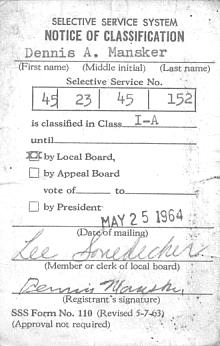 SELECTIVE SERVICE SYSTEM
NOTICE OF CLASSIFICATION
Dennis A. Mansker
(First name) (Middle initial) (Last name)
Selective Service No.
45 23 45 152
is classified in Class I-A
until
XX by Local Board,
by Appeal Board
vote of to
by President
MAY 25 1964
(Date of mailing)
Lee Sonedecker
(Member or clerk of local board)
Dennis Mansker
(Registrant's signature)
SSS Form No. 110 (Revised 5-7-63)
(Approval not required)